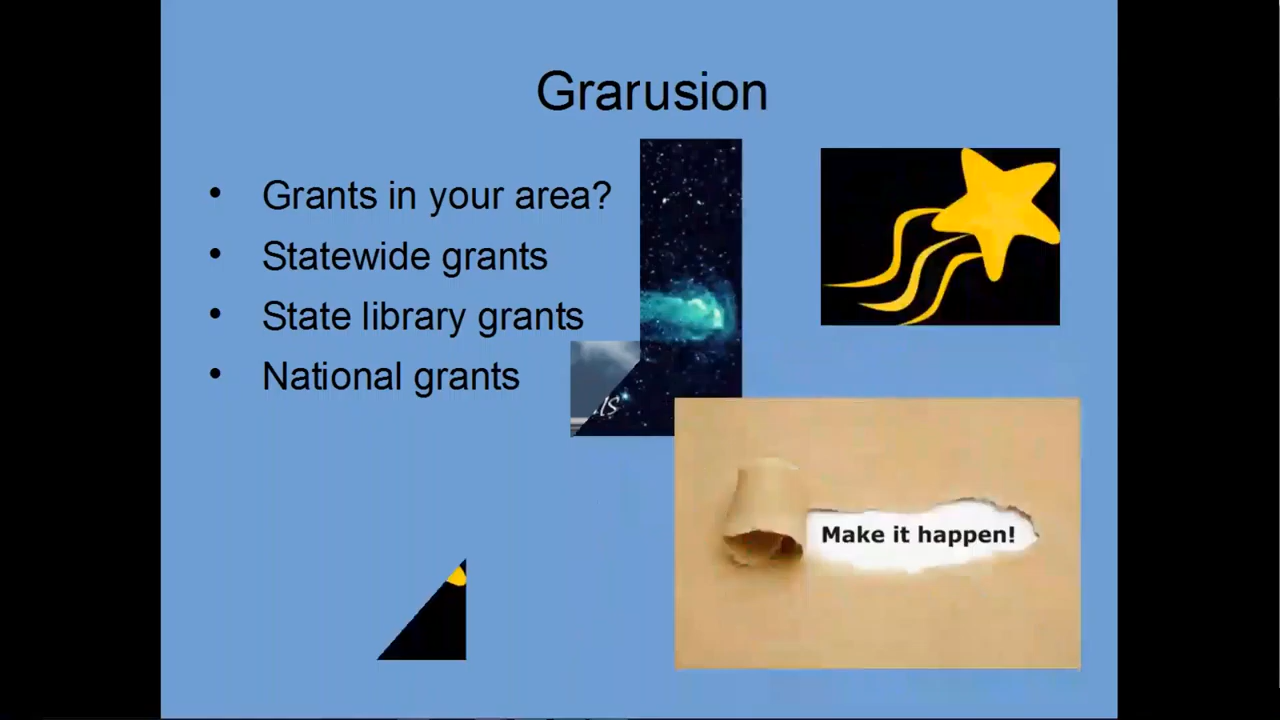 Grarusion
• Grants in your area?
• Statewide grants
• State library grants
• National grants
Make it happen!